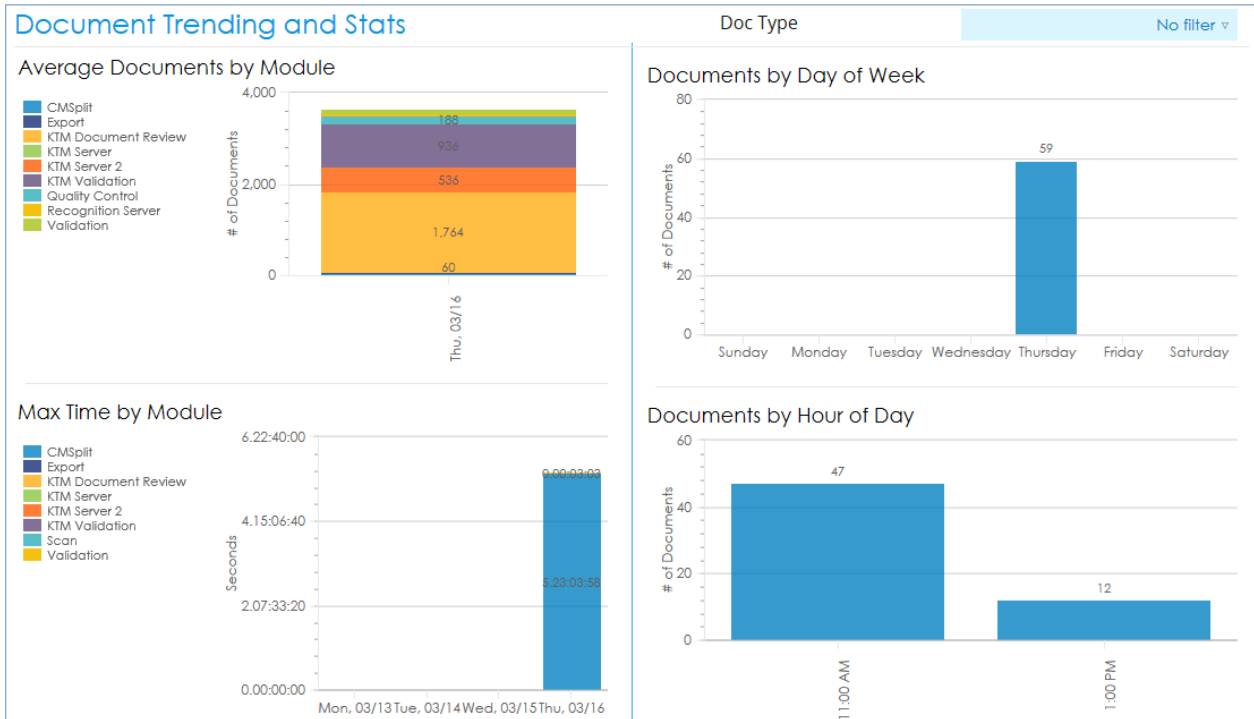 Document Trending and Stats
Doc Type
No filter ▿
Average Documents by Module
CMSplit
Export
KTM Document Review
KTM Server
KTM Server 2
KTM Validation
Quality Control
Recognition Server
Validation
# of Documents
4,000
2,000
0
188
936
536
1,764
60
Thu, 03/16
Documents by Day of Week
# of Documents
80
60
40
20
0
59
Sunday Monday Tuesday Wednesday Thursday Friday Saturday
Max Time by Module
CMSplit
Export
KTM Document Review
KTM Server
KTM Server 2
KTM Validation
Scan
Validation
Seconds
6.22:40:00
4.15:06:40
2.07:33:20
0.00:00:00
0.00:03:03
5.23:03:58
Mon, 03/13 Tue, 03/14 Wed, 03/15 Thu, 03/16
Documents by Hour of Day
# of Documents
60
40
20
0
47
12
11:00 AM
1:00 PM